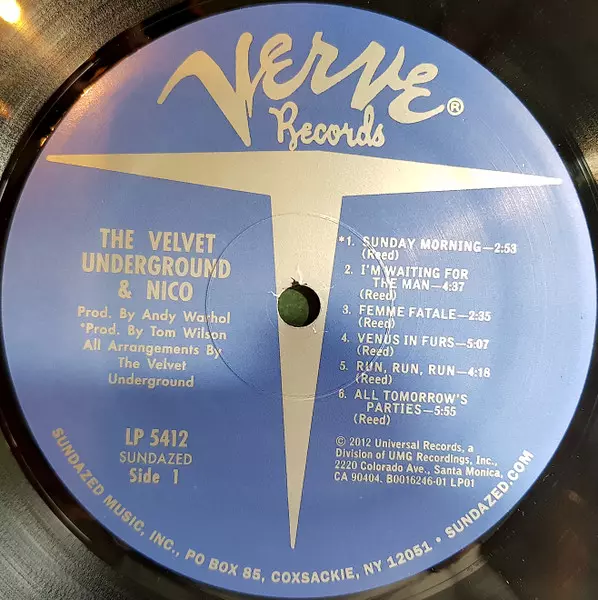 Verve®
Records
THE VELVET
UNDERGROUND
& NICO
Prod. By Andy Warhol
*Prod. By Tom Wilson
All Arrangements By
The Velvet
Underground
LP 5412
SUNDAZED
Side 1
*1. SUNDAY MORNING—2:53
(Reed)
2. I'M WAITING FOR
THE MAN—4:37
(Reed)
3. FEMME FATALE—2:35
(Reed)
4. VENUS IN FURS—5:07
(Reed)
5. RUN, RUN, RUN—4:18
(Reed)
6. ALL TOMORROW'S
PARTIES—5:55
(Reed)
© 2012 Universal Records, a
Division of UMG Recordings, Inc.,
2220 Colorado Ave., Santa Monica,
CA 90404. B0016246-01 LP01
SUNDAZED MUSIC, INC., PO BOX 85, COXSACKIE, NY 12051 • SUNDAZED.COM